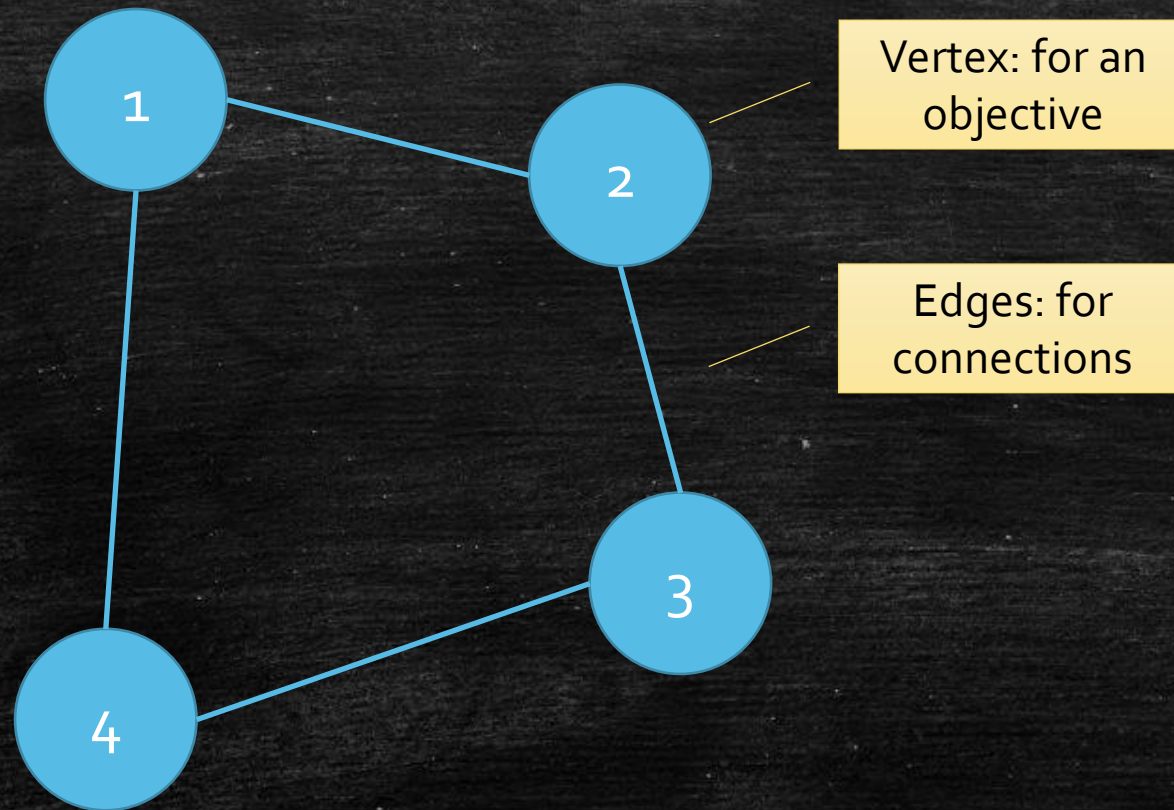 1
2
Vertex: for an
objective
Edges: for
connections
3
4